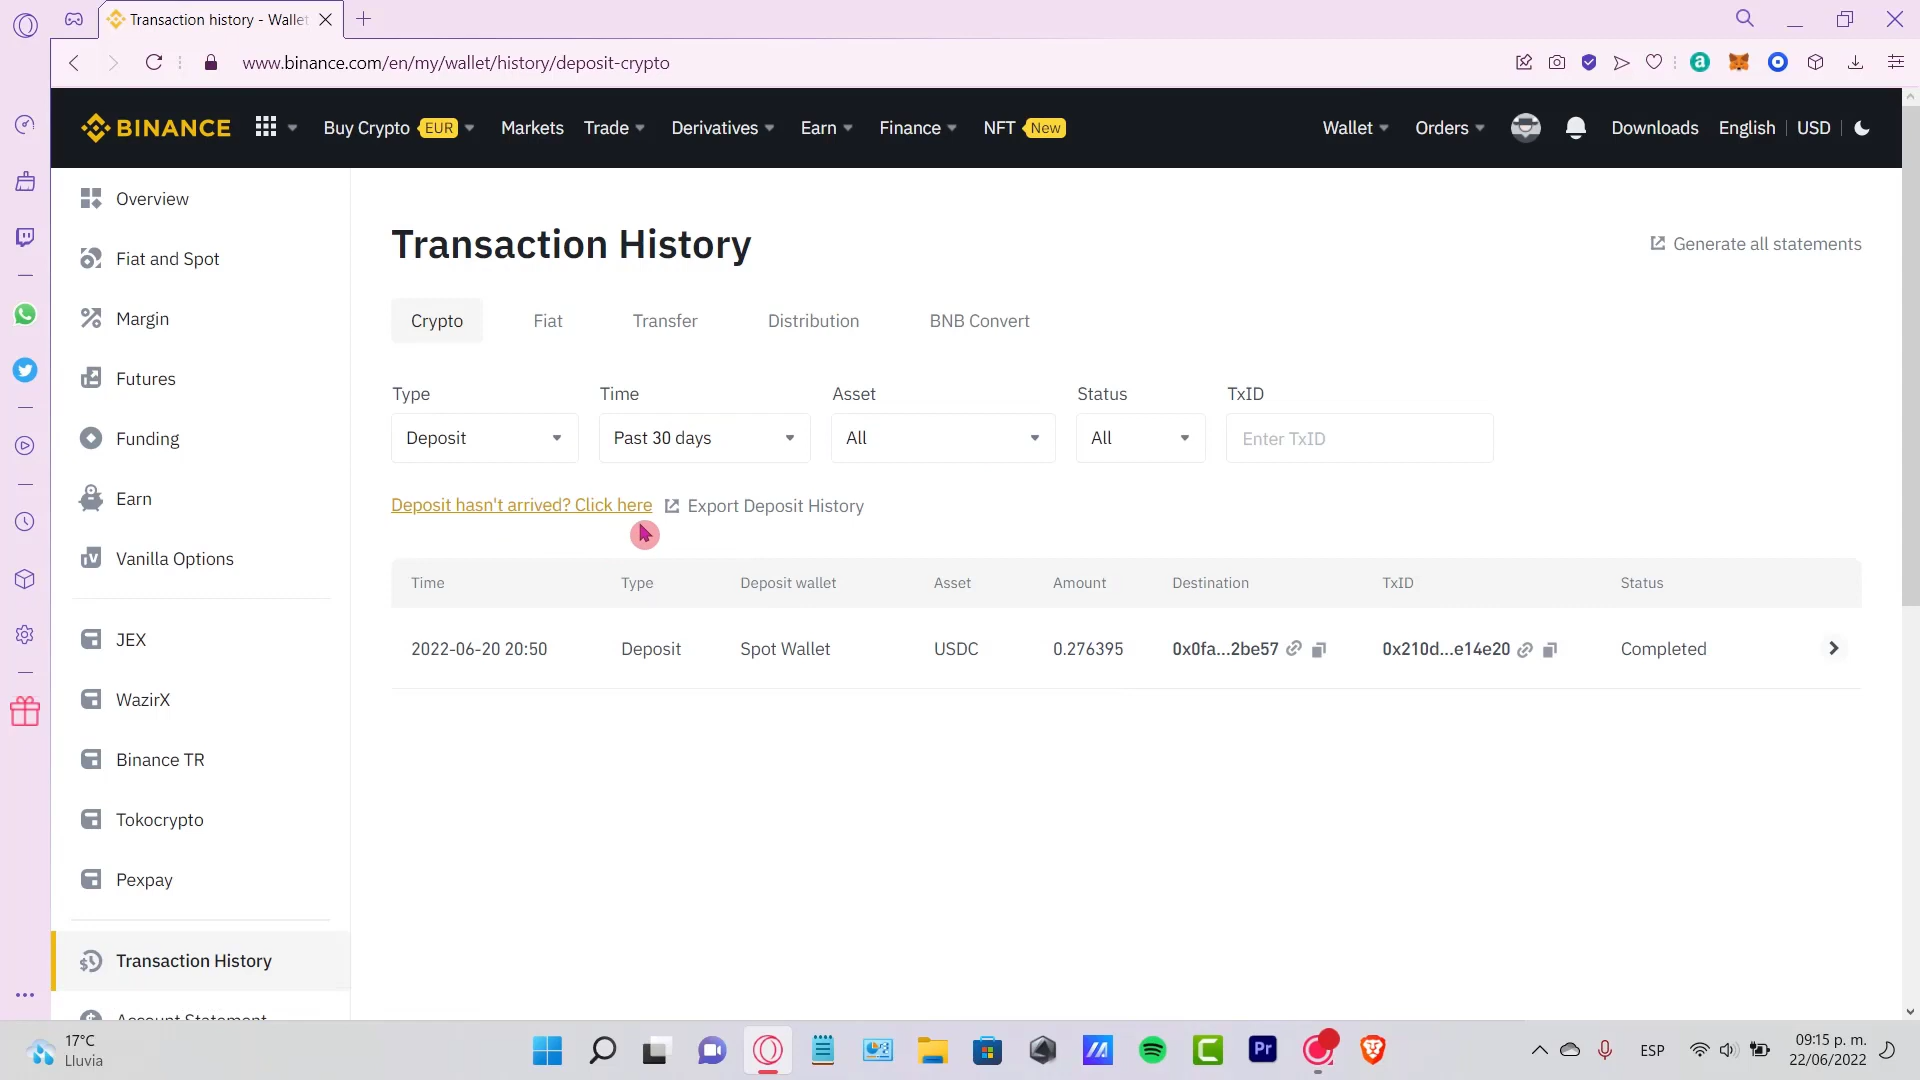 Transaction history - Wallet
www.binance.com/en/my/wallet/history/deposit-crypto
BINANCE Buy Crypto EUR Markets Trade Derivatives Earn Finance NFT New Wallet Orders Downloads English USD
Overview
Fiat and Spot
Margin
Futures
Funding
Earn
Vanilla Options
JEX
WazirX
Binance TR
Tokocrypto
Pexpay
Transaction History
Account Statement
Transaction History
Generate all statements
Crypto Fiat Transfer Distribution BNB Convert
Type Time Asset Status TxID
Deposit Past 30 days All All Enter TxID
Deposit hasn't arrived? Click here Export Deposit History
Time Type Deposit wallet Asset Amount Destination TxID Status
2022-06-20 20:50 Deposit Spot Wallet USDC 0.276395 0x0fa...2be57 0x210d...e14e20 Completed
17°C
Lluvia
Pr
ESP
09:15 p. m.
22/06/2022